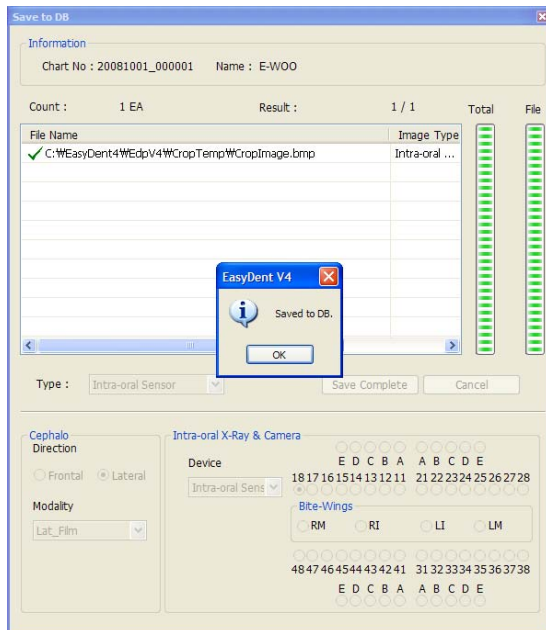 Save to DB
Information
Chart No : 20081001_000001 Name : E-WOO
Count : 1 EA Result : 1 / 1 Total File
File Name Image Type
C:₩EasyDent4₩EdpV4₩CropTemp₩CropImage.bmp Intra-oral ...
EasyDent V4
Saved to DB.
OK
Type : Intra-oral Sensor Save Complete Cancel
Cephalo
Direction
Frontal Lateral
Modality
Lat_Film
Intra-oral X-Ray & Camera
Device
Intra-oral Sens
E D C B A A B C D E
18 17 16 15 14 13 12 11 21 22 23 24 25 26 27 28
Bite-Wings
RM RI LI LM
48 47 46 45 44 43 42 41 31 32 33 34 35 36 37 38
E D C B A A B C D E